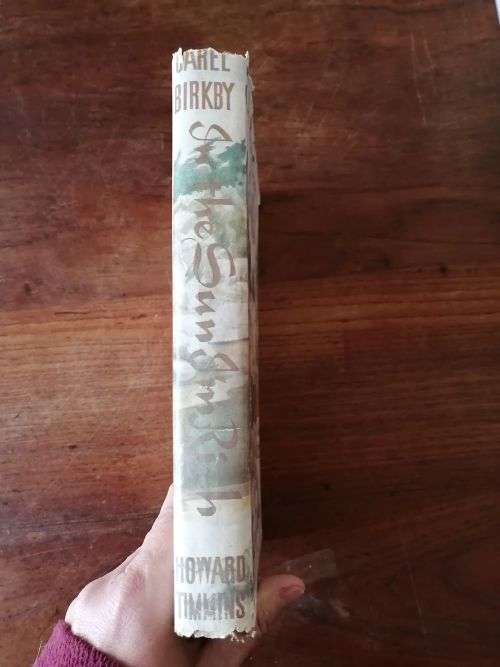 CAREL
BIRKBY
In the Sun I'm Rich
HOWARD
TIMMINS